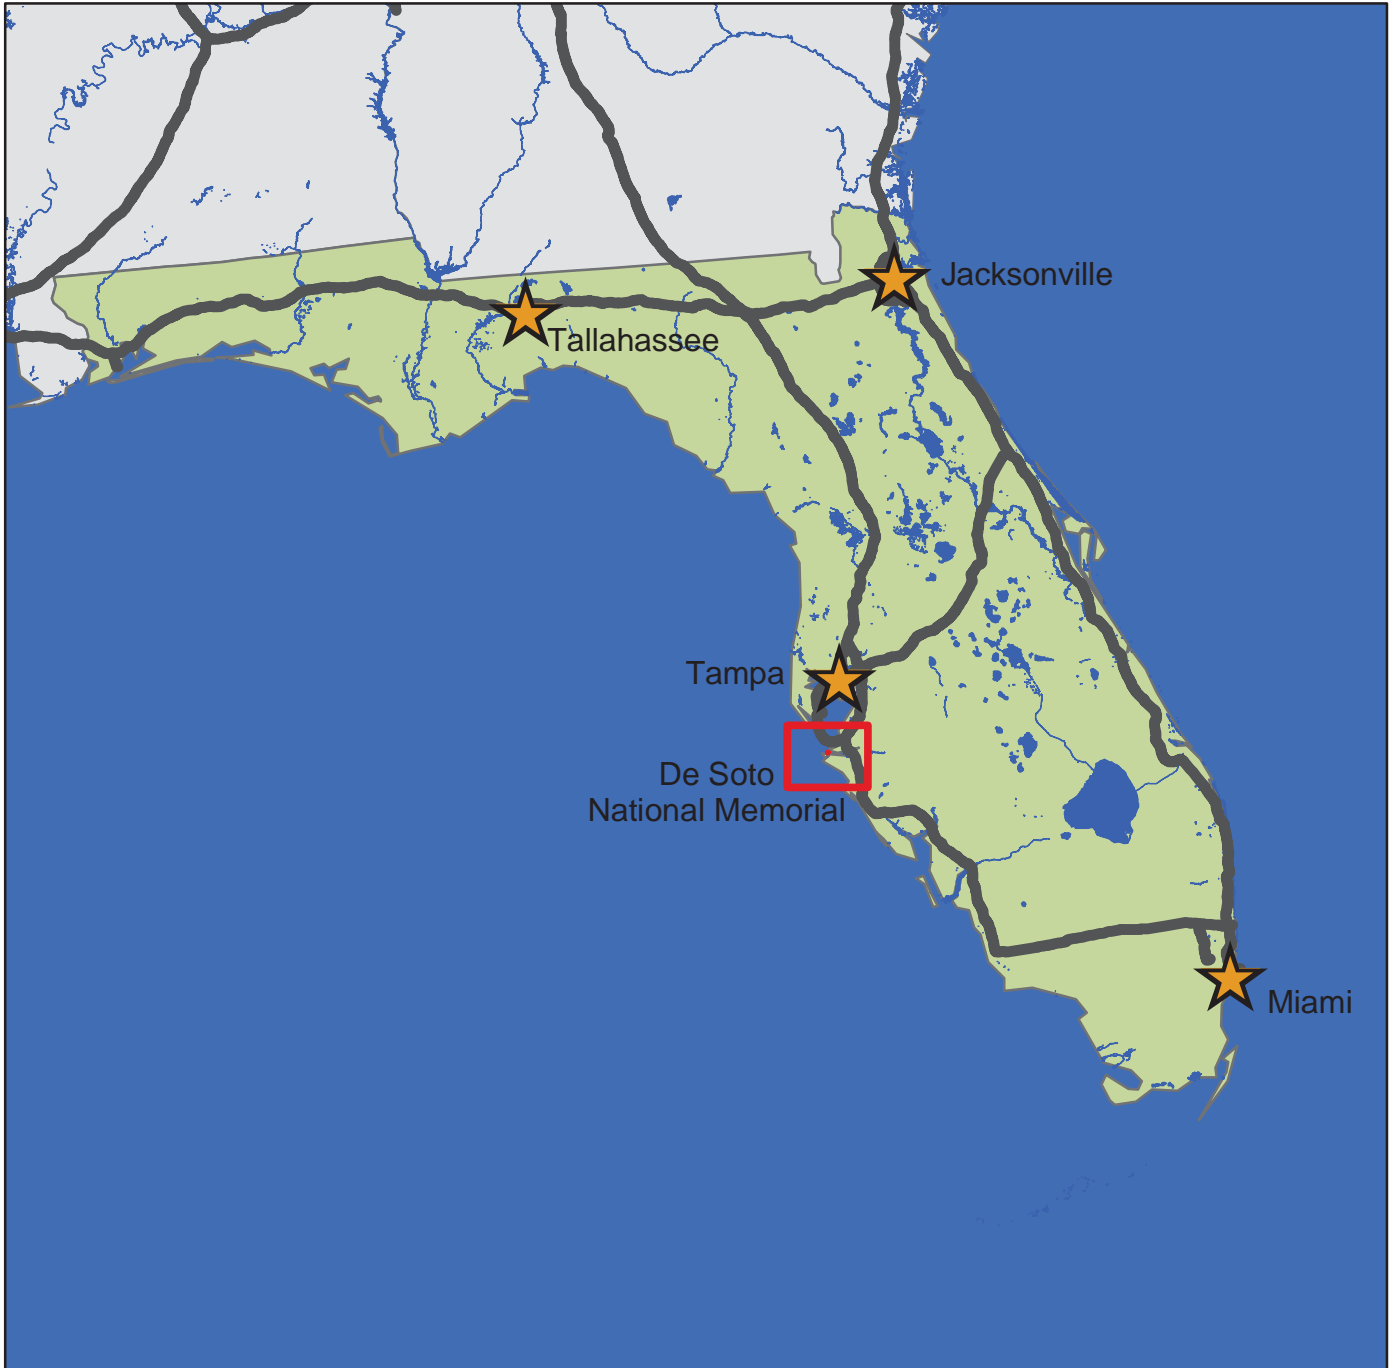 Jacksonville
Tallahassee
Tampa
De Soto
National Memorial
Miami